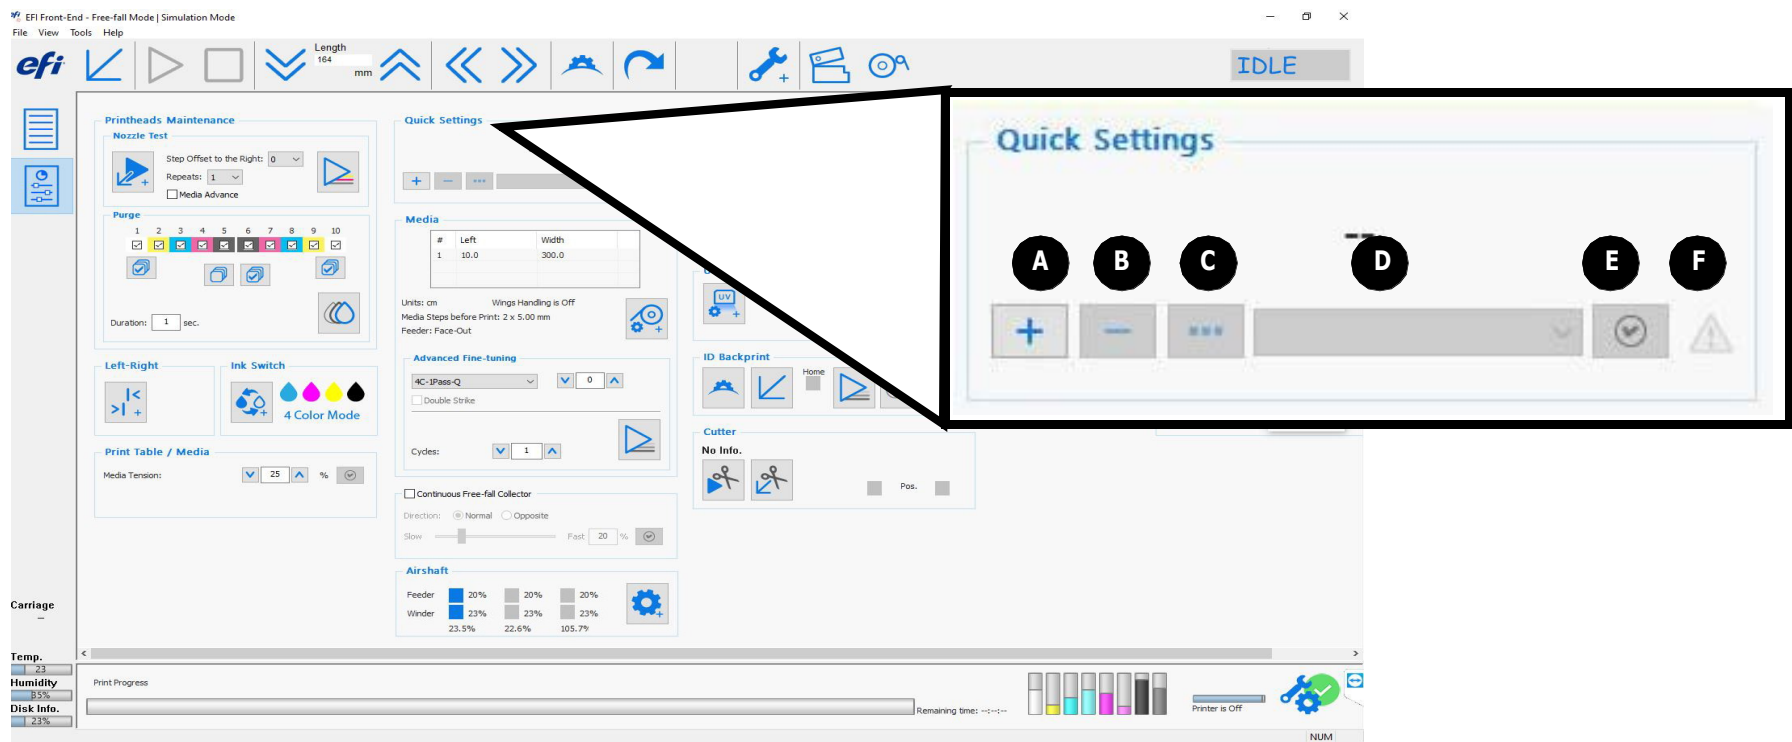 EFI Front-End - Free-fall Mode | Simulation Mode
File View Tools Help
efi
Length
164
mm
IDLE
Printheads Maintenance
Nozzle Test
Step Offset to the Right: 0
Repeats: 1
Media Advance
Purge
1 2 3 4 5 6 7 8 9 10
Duration: 1 sec.
Left-Right
Ink Switch
4 Color Mode
Print Table / Media
Media Tension: 25 %
Quick Settings
Media
# Left Width
1 10.0 300.0
Units: cm Wings Handling is Off
Media Steps before Print: 2 x 5.00 mm
Feeder: Face-Out
Advanced Fine-tuning
4C-1Pass-Q 0
Double Strike
Cycles: 1
Continuous Free-fall Collector
Direction: Normal Opposite
Slow Fast 20 %
Airshaft
Feeder 20% 20% 20%
Winder 23% 23% 23%
23.5% 22.6% 105.7%
UV
ID Backprint
Home
Cutter
No Info.
Pos.
Quick Settings
--
A B C D E F
Carriage
–
Temp.
23
Humidity
35%
Disk Info.
23%
Print Progress
Remaining time: --:--:--
Printer is Off
NUM